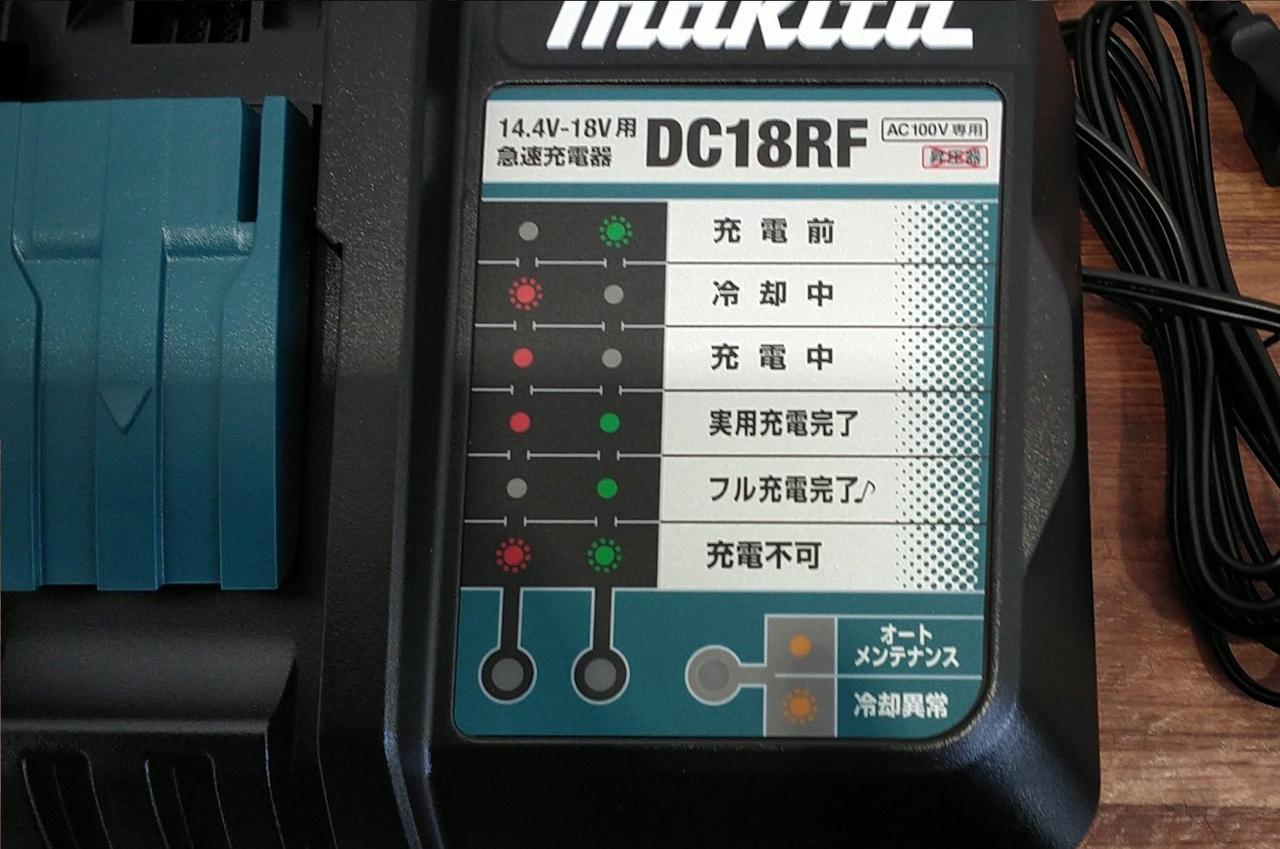 makita
14.4V-18V用
急速充電器
DC18RF
AC100V専用
昇圧器
充電前
冷却中
充電中
実用充電完了
フル充電完了♪
充電不可
オート
メンテナンス
冷却異常